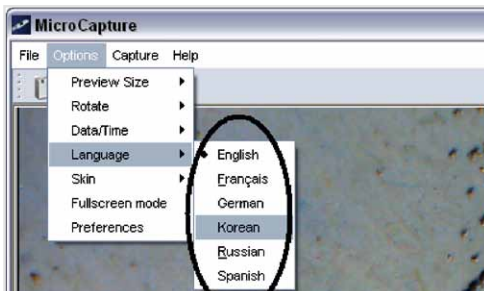 MicroCapture
File Options Capture Help
Preview Size
Rotate
Data/Time
Language
Skin
Fullscreen mode
Preferences
English
Français
German
Korean
Russian
Spanish